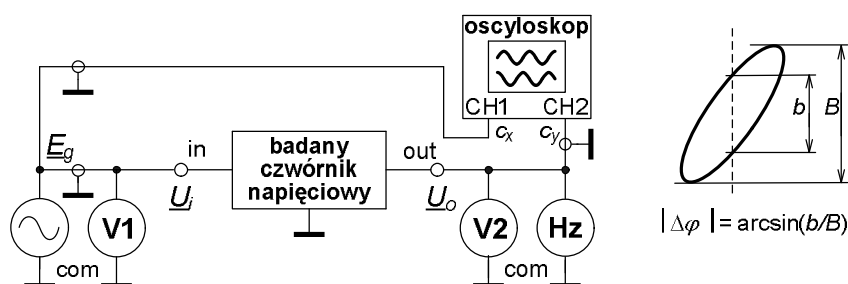 oscyloskop
CH1 CH2
c_x c_y
E_g
in
badany
czwórnik
napięciowy
out
U_i
U_o
V1
V2
Hz
com
com
b
B
|Δφ| = arcsin(b/B)